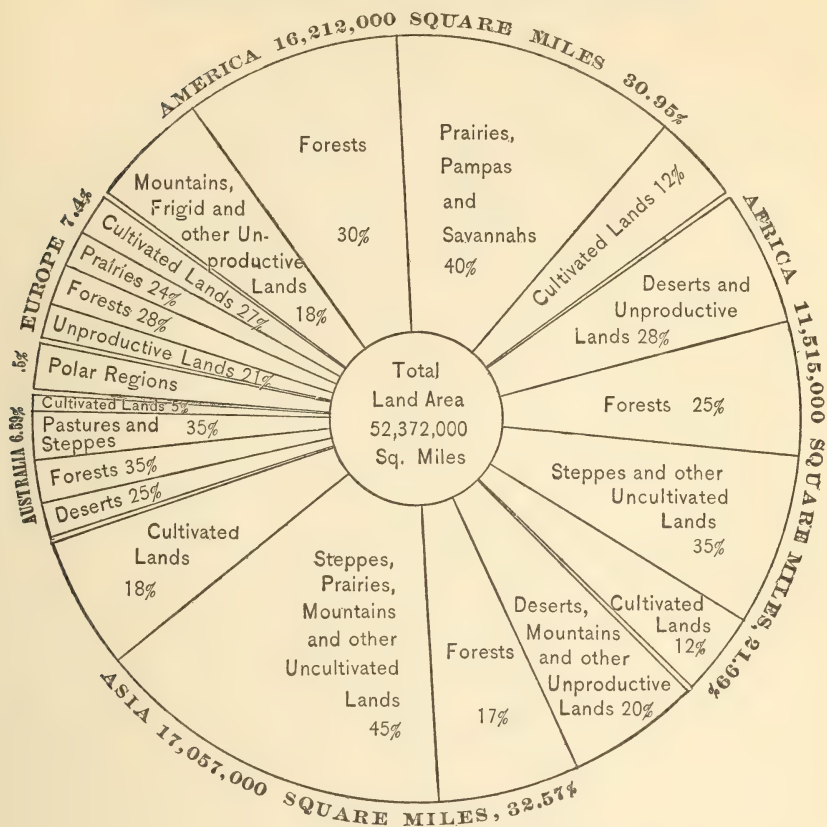 AMERICA 16,212,000 SQUARE MILES 30.95%
Mountains,
Frigid and
other Un-
productive
Lands
18%
Forests
30%
Prairies,
Pampas
and
Savannahs
40%
Cultivated Lands 12%
AFRICA 11,515,000 SQUARE MILES, 21.99%
Deserts and
Unproductive
Lands 28%
Forests 25%
Steppes and other
Uncultivated
Lands
35%
Cultivated
Lands
12%
ASIA 17,057,000 SQUARE MILES, 32.57%
Deserts,
Mountains
and other
Unproductive
Lands 20%
Forests
17%
Steppes,
Prairies,
Mountains
and other
Uncultivated
Lands
45%
Cultivated
Lands
18%
AUSTRALIA 6.59%
Deserts 25%
Forests 35%
Pastures and
Steppes 35%
Cultivated Lands 5%
.5%
Polar Regions
EUROPE 7.4%
Unproductive Lands 21%
Forests 28%
Prairies 24%
Cultivated Lands 27%
Total
Land Area
52,372,000
Sq. Miles